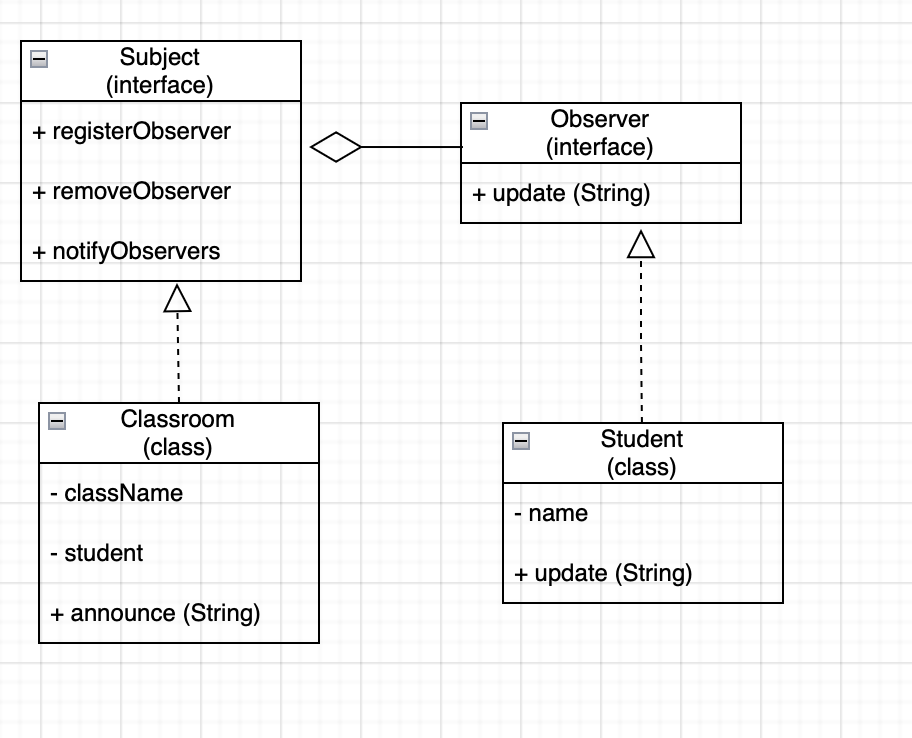 Subject
(interface)
+ registerObserver
+ removeObserver
+ notifyObservers
Observer
(interface)
+ update (String)
Classroom
(class)
- className
- student
+ announce (String)
Student
(class)
- name
+ update (String)